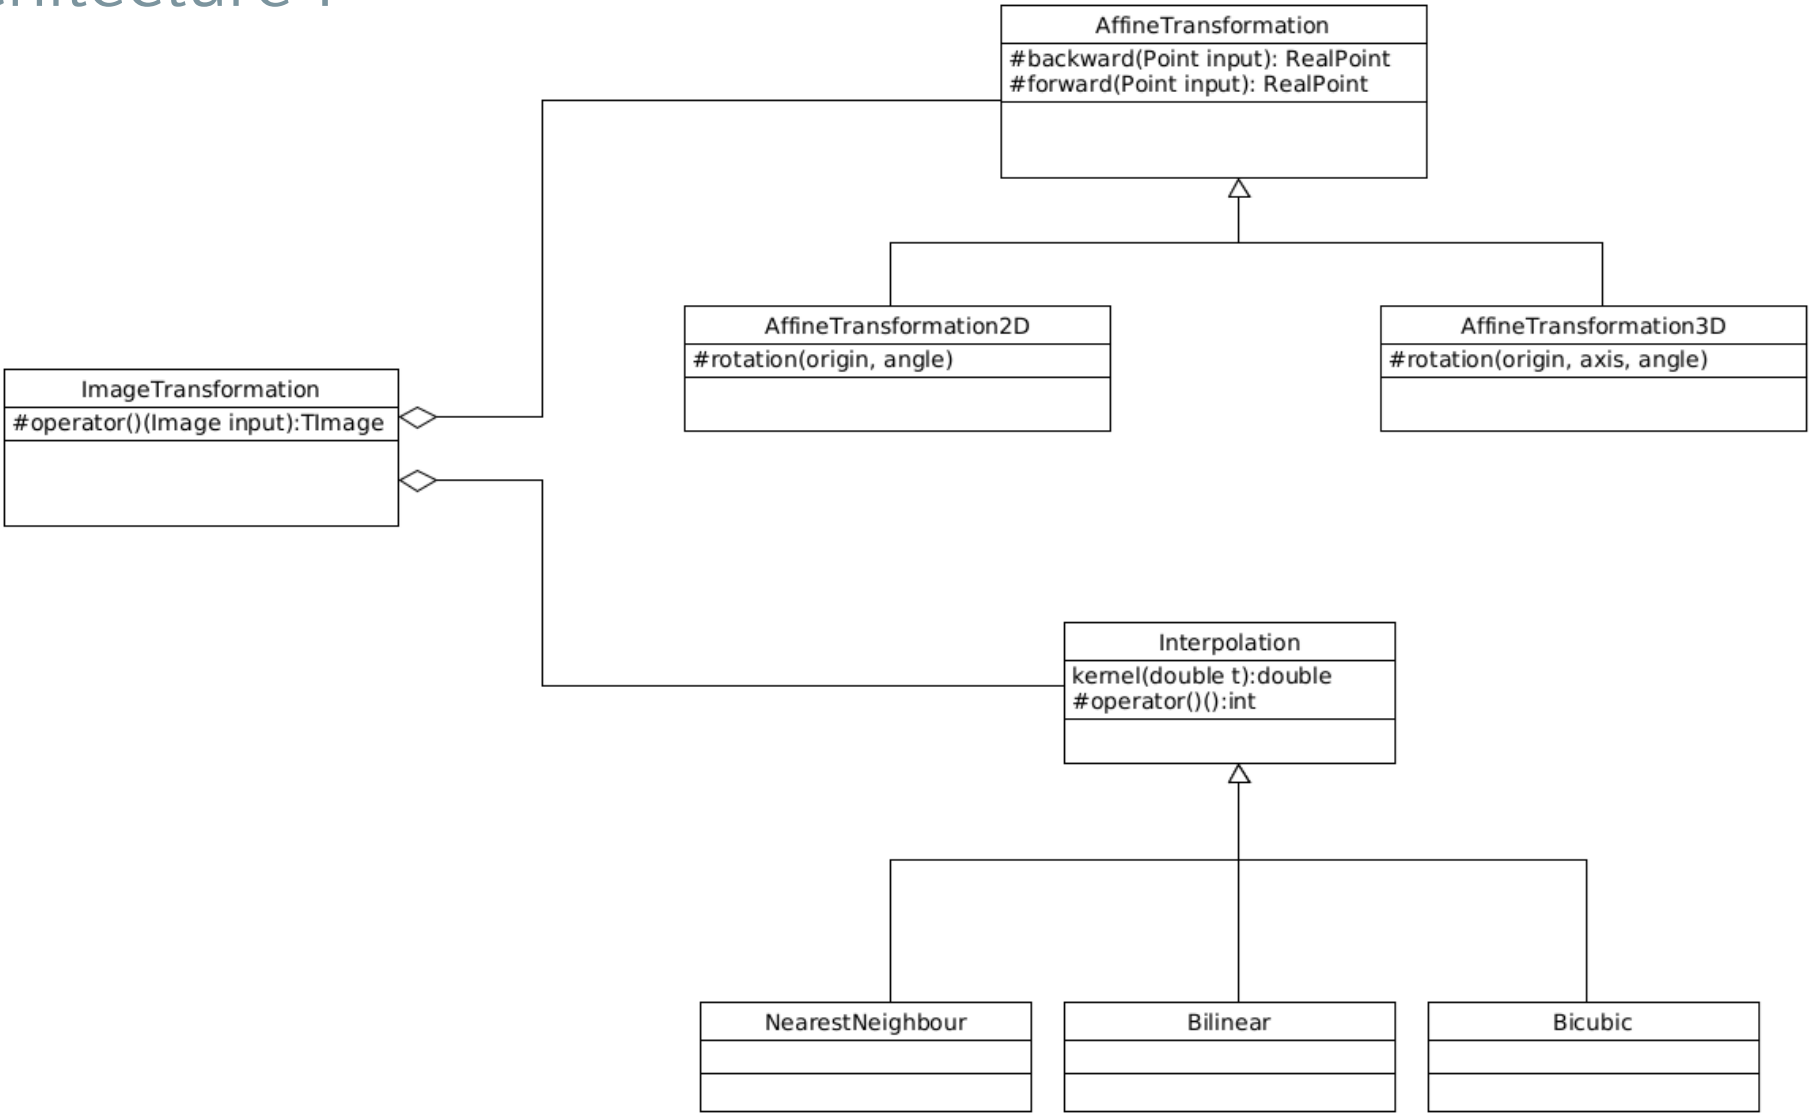 AffineTransformation
#backward(Point input): RealPoint
#forward(Point input): RealPoint
AffineTransformation2D
#rotation(origin, angle)
AffineTransformation3D
#rotation(origin, axis, angle)
ImageTransformation
#operator()(Image input):TImage
Interpolation
kernel(double t):double
#operator()():int
NearestNeighbour
Bilinear
Bicubic